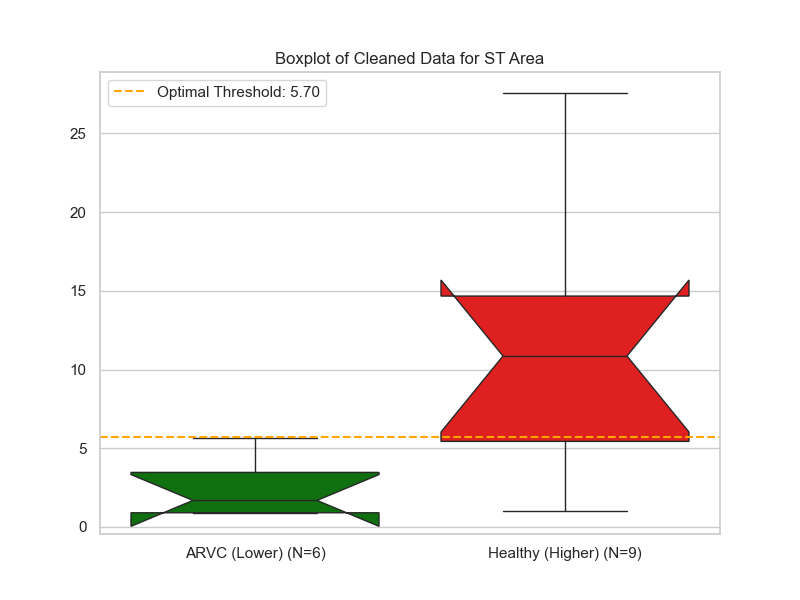 Boxplot of Cleaned Data for ST Area
Optimal Threshold: 5.70
25
20
15
10
5
0
ARVC (Lower) (N=6)
Healthy (Higher) (N=9)